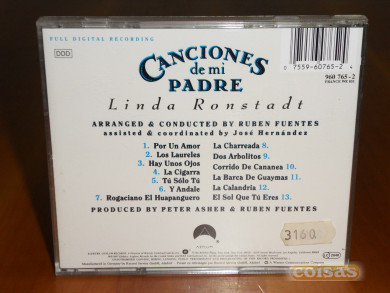 FULL DIGITAL RECORDING
DDD
CANCIONES
de mi
PADRE
Linda Ronstadt
0 7559-60765-2 4
960 765-2
ARRANGED & CONDUCTED BY RUBEN FUENTES
assisted & coordinated by José Hernández
1. Por Un Amor
2. Los Laureles
3. Hay Unos Ojos
4. La Cigarra
5. Tú Sólo Tú
6. Y Andale
7. Rogaciano El Huapanguero
La Charreada 8.
Dos Arbolitos 9.
Corrido De Cananea 10.
La Barca De Guaymas 11.
La Calandria 12.
El Sol Que Tú Eres 13.
PRODUCED BY PETER ASHER & RUBEN FUENTES
3160
coisas